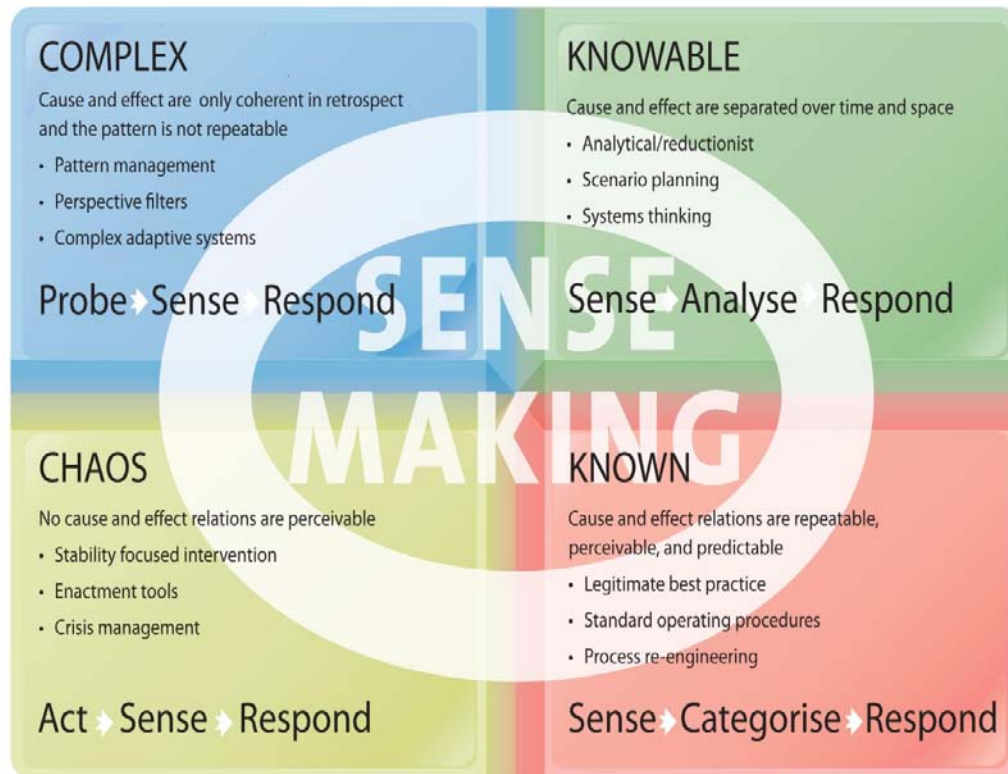 COMPLEX
Cause and effect are only coherent in retrospect
and the pattern is not repeatable
• Pattern management
• Perspective filters
• Complex adaptive systems
Probe Sense Respond
KNOWABLE
Cause and effect are separated over time and space
• Analytical/reductionist
• Scenario planning
• Systems thinking
Sense Analyse Respond
SENSE
MAKING
CHAOS
No cause and effect relations are perceivable
• Stability focused intervention
• Enactment tools
• Crisis management
Act Sense Respond
KNOWN
Cause and effect relations are repeatable,
perceivable, and predictable
• Legitimate best practice
• Standard operating procedures
• Process re-engineering
Sense Categorise Respond